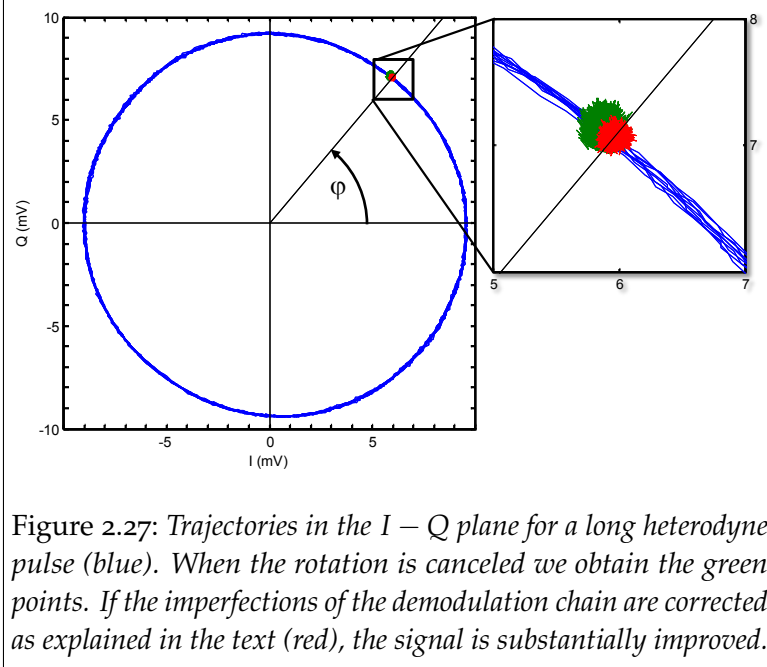 10
5
0
-5
-10
Q (mV)
-5
0
5
I (mV)
φ
8
7
5
6
7
Figure 2.27: Trajectories in the I − Q plane for a long heterodyne
pulse (blue). When the rotation is canceled we obtain the green
points. If the imperfections of the demodulation chain are corrected
as explained in the text (red), the signal is substantially improved.